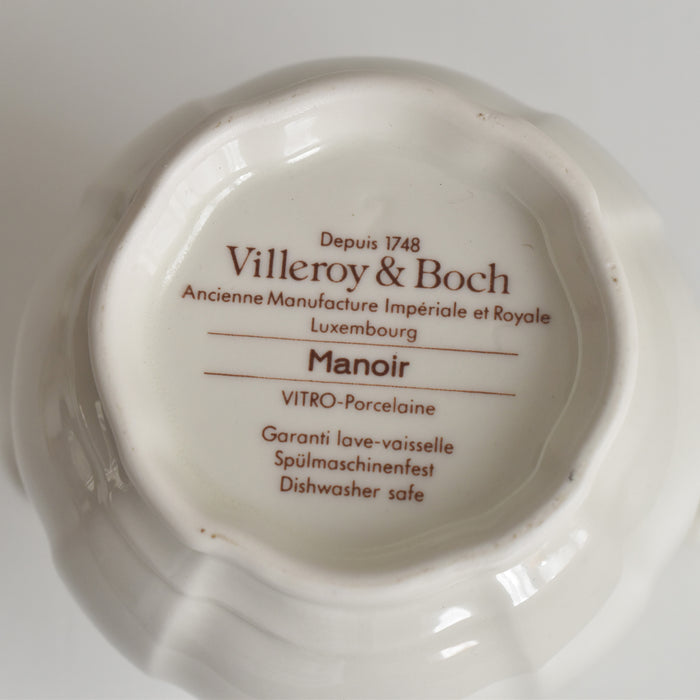 Depuis 1748
Villeroy & Boch
Ancienne Manufacture Impériale et Royale
Luxembourg
Manoir
VITRO-Porcelaine
Garanti lave-vaisselle
Spülmaschinenfest
Dishwasher safe